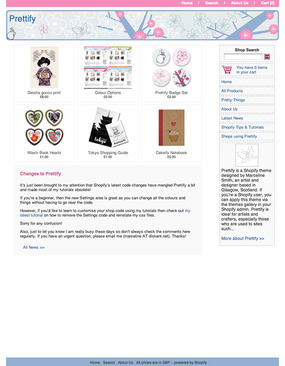 Home / Search / About Us / Cart (0)
Prettify
Geisha gocco print
£8.00
Colour Options
£0.00
Prettify Badge Set
£2.00
Washi Book Hearts
£1.00
Tokyo Shopping Guide
£1.00
Calico/ly Notebook
Changes to Prettify
It's just been brought to my attention that Shopify's latest code changes have mangled Prettify a bit
and made most of my tutorials obsolete!
If you're a beginner, then the new Settings area is great as you can change all the colours and
things without having to go near the code.
However, if you'd like to learn to customise your shop code using my tutorials then check out my
latest tutorial on how to remove the Settings code and reinstate my css files.
Sorry for any confusion!
Also, just to let you know I am really busy these days so don't always check the comments here
regularly. If you have an urgent question, please email me (marceline AT asking.net). Thanks!
All News >>
Shop Search
You have 0 items
in your cart
Home
All Products
Pretty Things
About Us
Latest News
Shopify Tips & Tutorials
Shops using Prettify
Prettify is a Shopify theme
designed by Marceline
Smith, an artist and
designer based in
Glasgow, Scotland. If
you're a Shopify user, you
can apply this theme via
the themes gallery in your
Shopify admin. Prettify is
ideal for artists and
crafters, especially those
who are used to sites
such...
More about Prettify >>
Home Search About Us All prices are in GBP – powered by Shopify